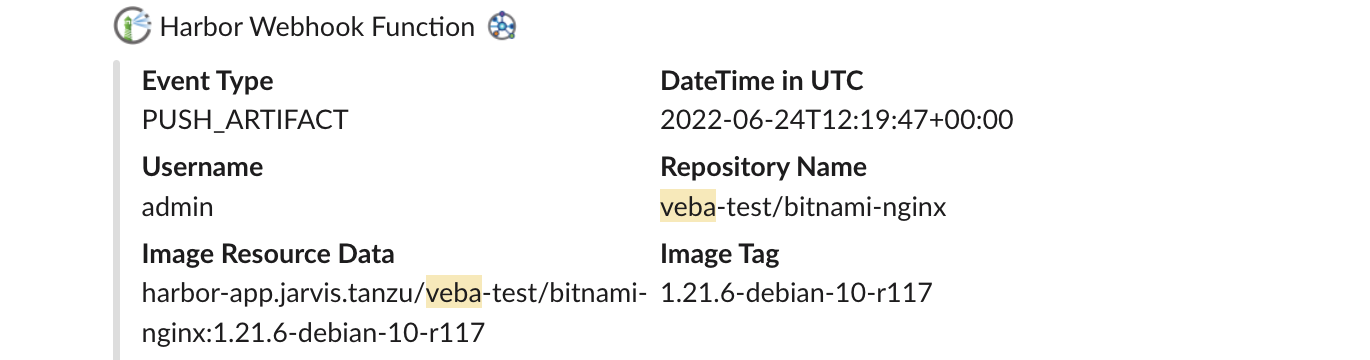 Harbor Webhook Function
Event Type
PUSH_ARTIFACT
DateTime in UTC
2022-06-24T12:19:47+00:00
Username
admin
Repository Name
veba-test/bitnami-nginx
Image Resource Data
harbor-app.jarvis.tanzu/veba-test/bitnami-
nginx:1.21.6-debian-10-r117
Image Tag
1.21.6-debian-10-r117